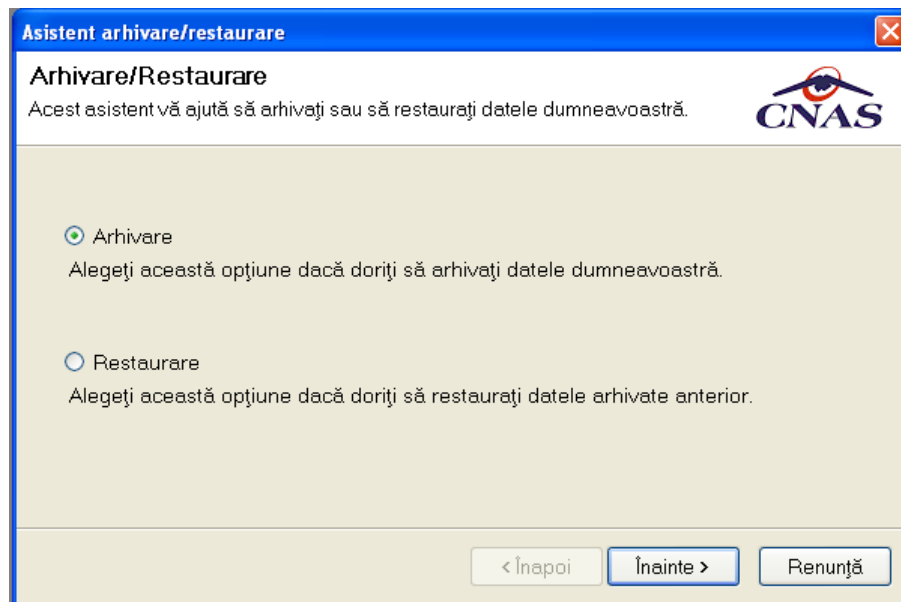 Asistent arhivare/restaurare
Arhivare/Restaurare
Acest asistent vă ajută să arhivaţi sau să restauraţi datele dumneavoastră.
CNAS
Arhivare
Alegeţi această opţiune dacă doriţi să arhivaţi datele dumneavoastră.
Restaurare
Alegeţi această opţiune dacă doriţi să restauraţi datele arhivate anterior.
< Înapoi
Înainte >
Renunţă